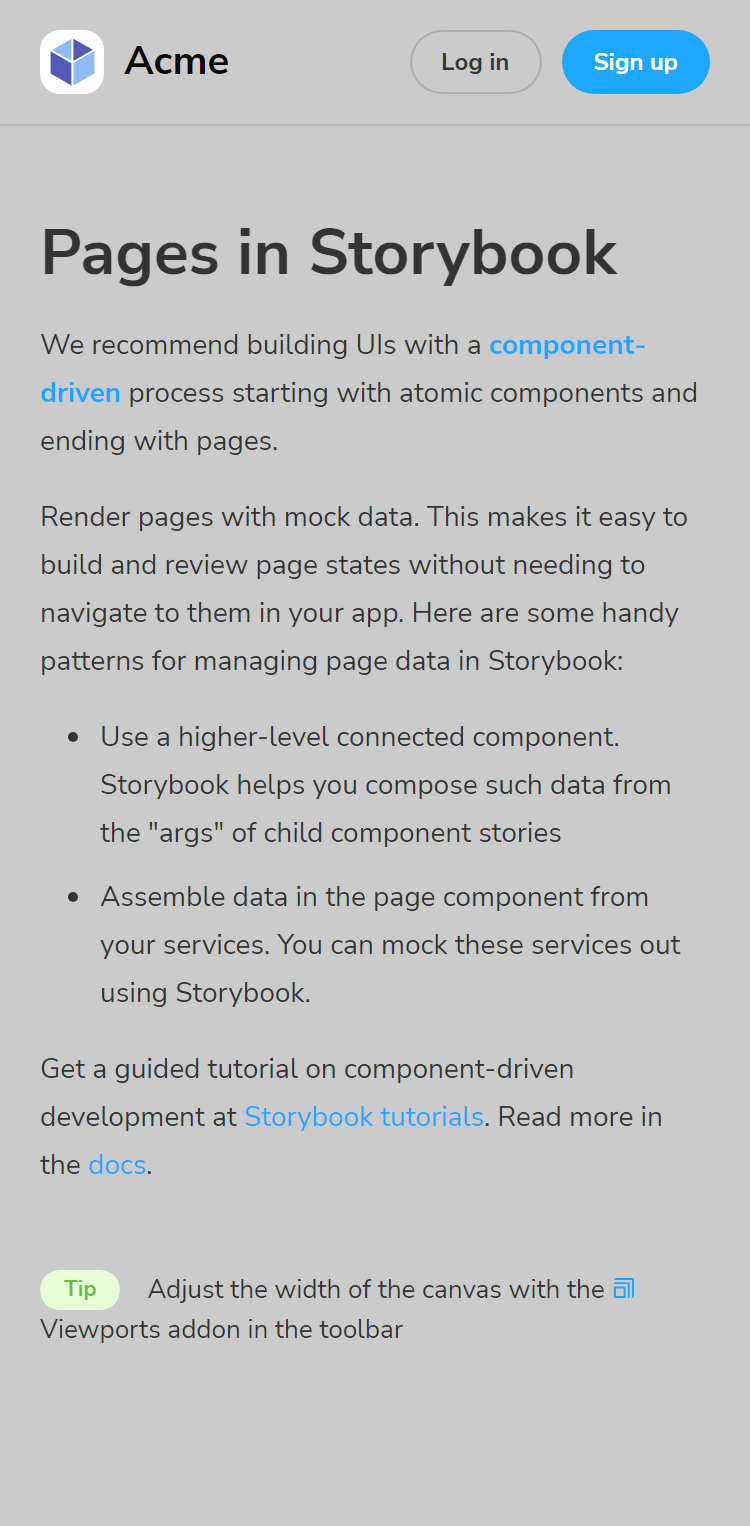 Acme
Log in
Sign up
Pages in Storybook
We recommend building UIs with a component-
driven process starting with atomic components and
ending with pages.
Render pages with mock data. This makes it easy to
build and review page states without needing to
navigate to them in your app. Here are some handy
patterns for managing page data in Storybook:
Use a higher-level connected component.
Storybook helps you compose such data from
the "args" of child component stories
Assemble data in the page component from
your services. You can mock these services out
using Storybook.
Get a guided tutorial on component-driven
development at Storybook tutorials. Read more in
the docs.
Tip Adjust the width of the canvas with the
Viewports addon in the toolbar